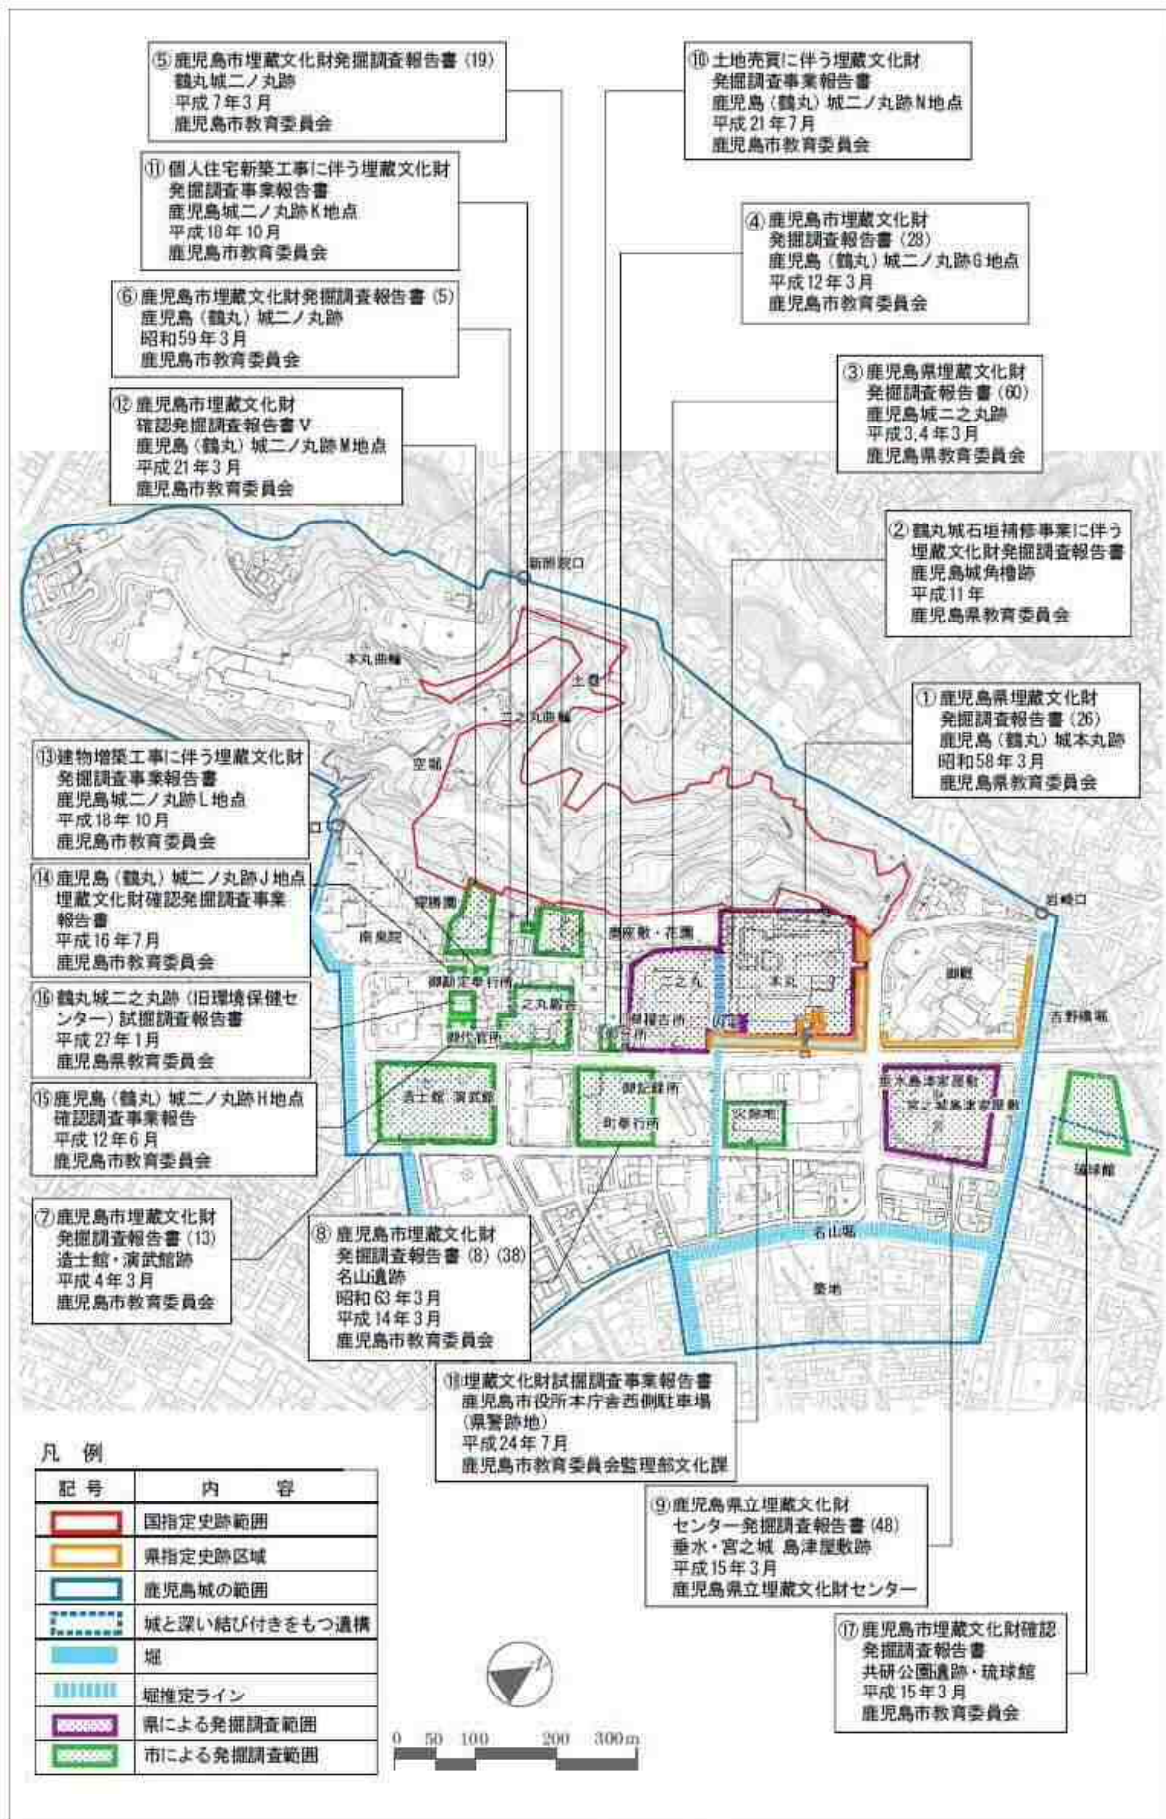 ⑤鹿児島市埋蔵文化財発掘調査報告書(19)
鶴丸城二ノ丸跡
平成7年3月
鹿児島市教育委員会
⑩土地売買に伴う埋蔵文化財
発掘調査事業報告書
鹿児島(鶴丸)城二ノ丸跡N地点
平成21年7月
鹿児島市教育委員会
⑪個人住宅新築工事に伴う埋蔵文化財
発掘調査事業報告書
鹿児島城二ノ丸跡K地点
平成18年10月
鹿児島市教育委員会
④鹿児島市埋蔵文化財
発掘調査報告書(28)
鹿児島(鶴丸)城二ノ丸跡G地点
平成12年3月
鹿児島市教育委員会
⑥鹿児島市埋蔵文化財発掘調査報告書(5)
鹿児島(鶴丸)城二ノ丸跡
昭和59年3月
鹿児島市教育委員会
③鹿児島県埋蔵文化財
発掘調査報告書(60)
鹿児島城二之丸跡
平成3,4年3月
鹿児島県教育委員会
⑫鹿児島市埋蔵文化財
確認発掘調査報告書Ⅴ
鹿児島(鶴丸)城二ノ丸跡M地点
平成21年3月
鹿児島市教育委員会
②鶴丸城石垣補修事業に伴う
埋蔵文化財発掘調査報告書
鹿児島城角櫓跡
平成11年
鹿児島県教育委員会
新照院口
本丸曲輪
土塁
二之丸曲輪
空堀
①鹿児島県埋蔵文化財
発掘調査報告書(26)
鹿児島(鶴丸)城本丸跡
昭和58年3月
鹿児島県教育委員会
⑬建物増築工事に伴う埋蔵文化財
発掘調査事業報告書
鹿児島城二ノ丸跡L地点
平成18年10月
鹿児島市教育委員会
口
⑭鹿児島(鶴丸)城二ノ丸跡J地点
埋蔵文化財確認発掘調査事業
報告書
平成16年7月
鹿児島市教育委員会
岩崎口
南泉院
唐座敷・花園
御厩
御勘定奉行所
二之丸
本丸
吉野橋堀
⑯鶴丸城二之丸跡(旧環境保健セ
ンター)試掘調査報告書
平成27年1月
鹿児島県教育委員会
之丸殿舎
御代官所
造士館 演武館
御記録所
町奉行所
火除地
垂水島津家屋敷
宮之城島津家屋敷
⑮鹿児島(鶴丸)城二ノ丸跡H地点
確認調査事業報告
平成12年6月
鹿児島市教育委員会
琉球館
⑦鹿児島市埋蔵文化財
発掘調査報告書(13)
造士館・演武館跡
平成4年3月
鹿児島市教育委員会
⑧鹿児島市埋蔵文化財
発掘調査報告書(8)(38)
名山遺跡
昭和63年3月
平成14年3月
鹿児島市教育委員会
名山堀
築地
埋蔵文化財試掘調査事業報告書
鹿児島市役所本庁舎西側駐車場
(県警跡地)
平成24年7月
鹿児島市教育委員会監理部文化課
⑨鹿児島県立埋蔵文化財
センター発掘調査報告書(48)
垂水・宮之城 島津屋敷跡
平成15年3月
鹿児島県立埋蔵文化財センター
⑰鹿児島市埋蔵文化財確認
発掘調査報告書
共研公園遺跡・琉球館
平成15年3月
鹿児島市教育委員会
凡 例
記号 内 容
国指定史跡範囲
県指定史跡区域
鹿児島城の範囲
城と深い結び付きをもつ遺構
堀
堀推定ライン
県による発掘調査範囲
市による発掘調査範囲
0 50 100 200 300m